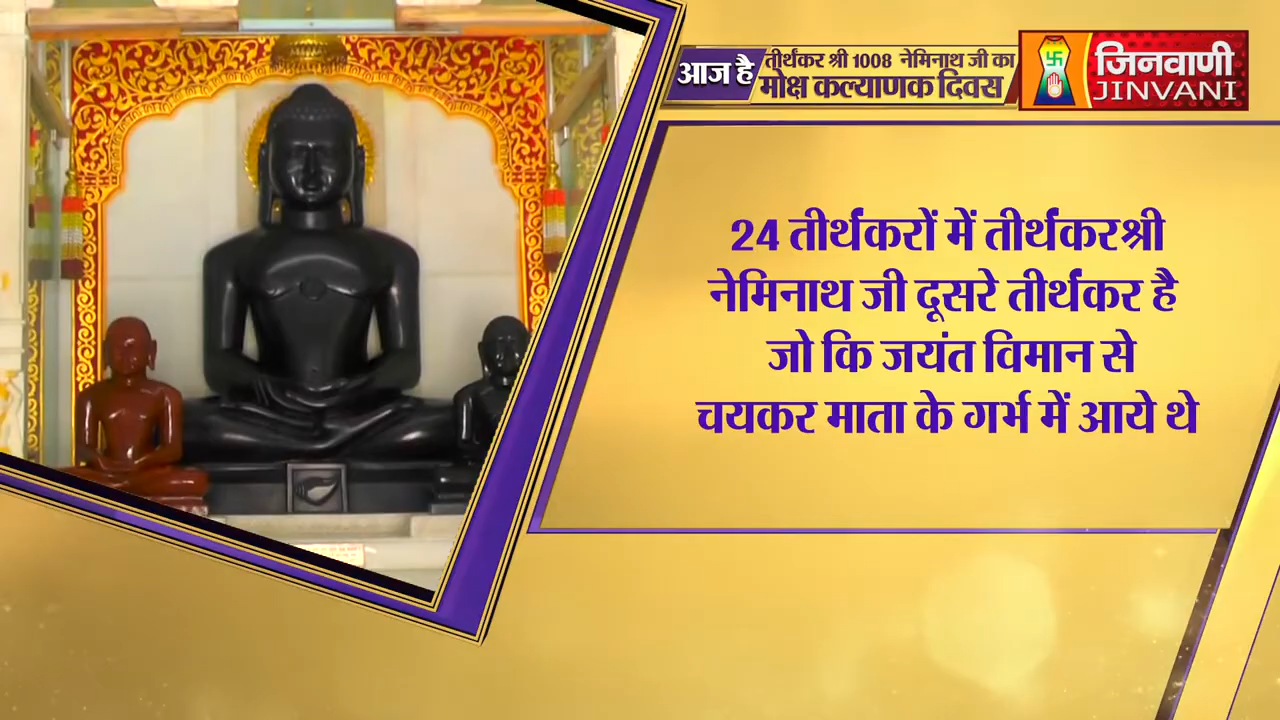 आज है
तीर्थंकर श्री 1008 नेमिनाथ जी का
मोक्ष कल्याणक दिवस
जिनवाणी
JINVANI
24 तीर्थंकरों में तीर्थंकरश्री
नेमिनाथ जी दूसरे तीर्थंकर है
जो कि जयंत विमान से
चयकर माता के गर्भ में आये थे